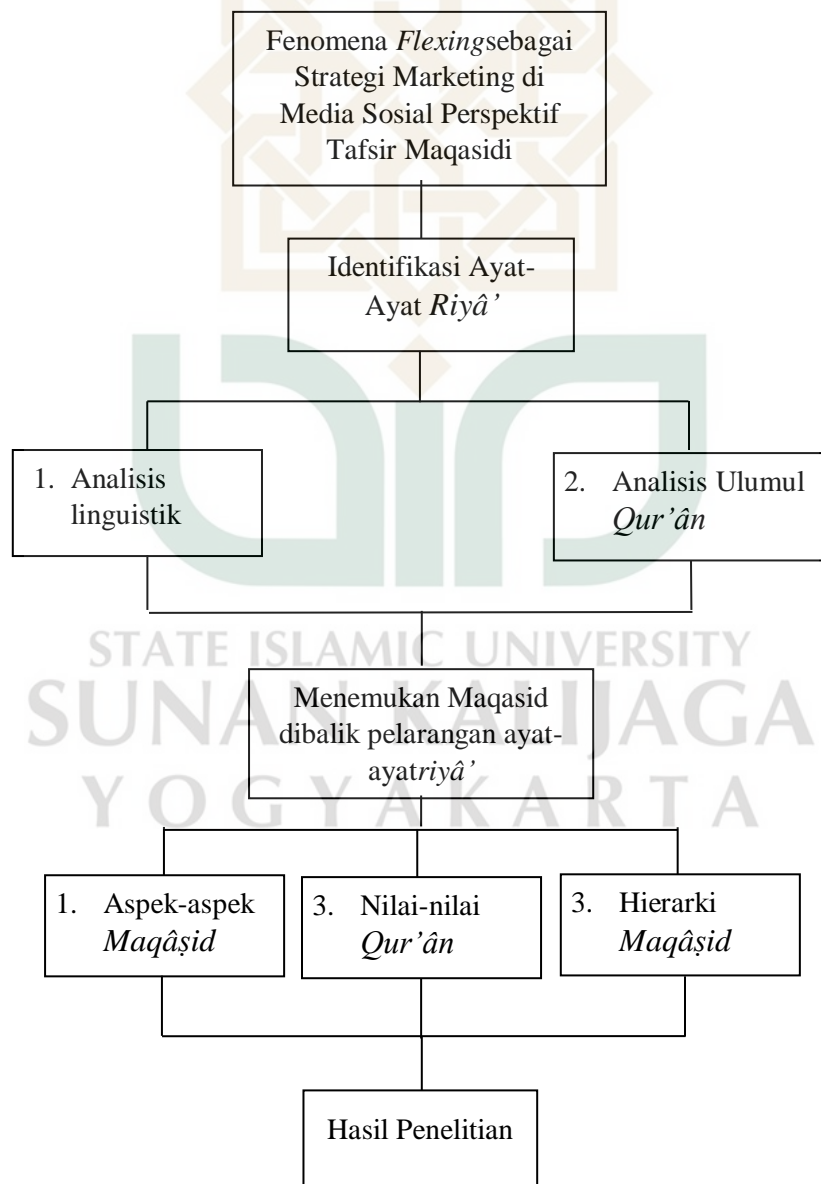 Fenomena Flexingsebagai
Strategi Marketing di
Media Sosial Perspektif
Tafsir Maqasidi
Identifikasi Ayat-
Ayat Riyâ’
1. Analisis
linguistik
2. Analisis Ulumul
Qur’ân
STATE ISLAMIC UNIVERSITY
SUNAN KALIJAGA
YOGYAKARTA
Menemukan Maqasid
dibalik pelarangan ayat-
ayatriyâ’
1. Aspek-aspek
Maqâṣid
3. Nilai-nilai
Qur’ân
3. Hierarki
Maqâṣid
Hasil Penelitian